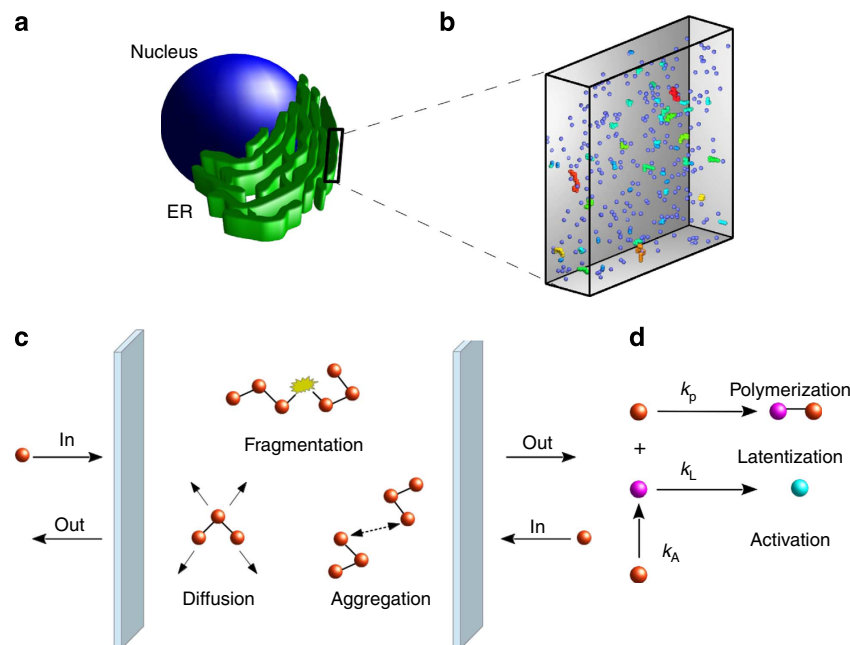 a
b
Nucleus
ER
c
d
In
Out
Fragmentation
Diffusion
Aggregation
Out
In
kp
Polymerization
+
kL
Latentization
kA
Activation